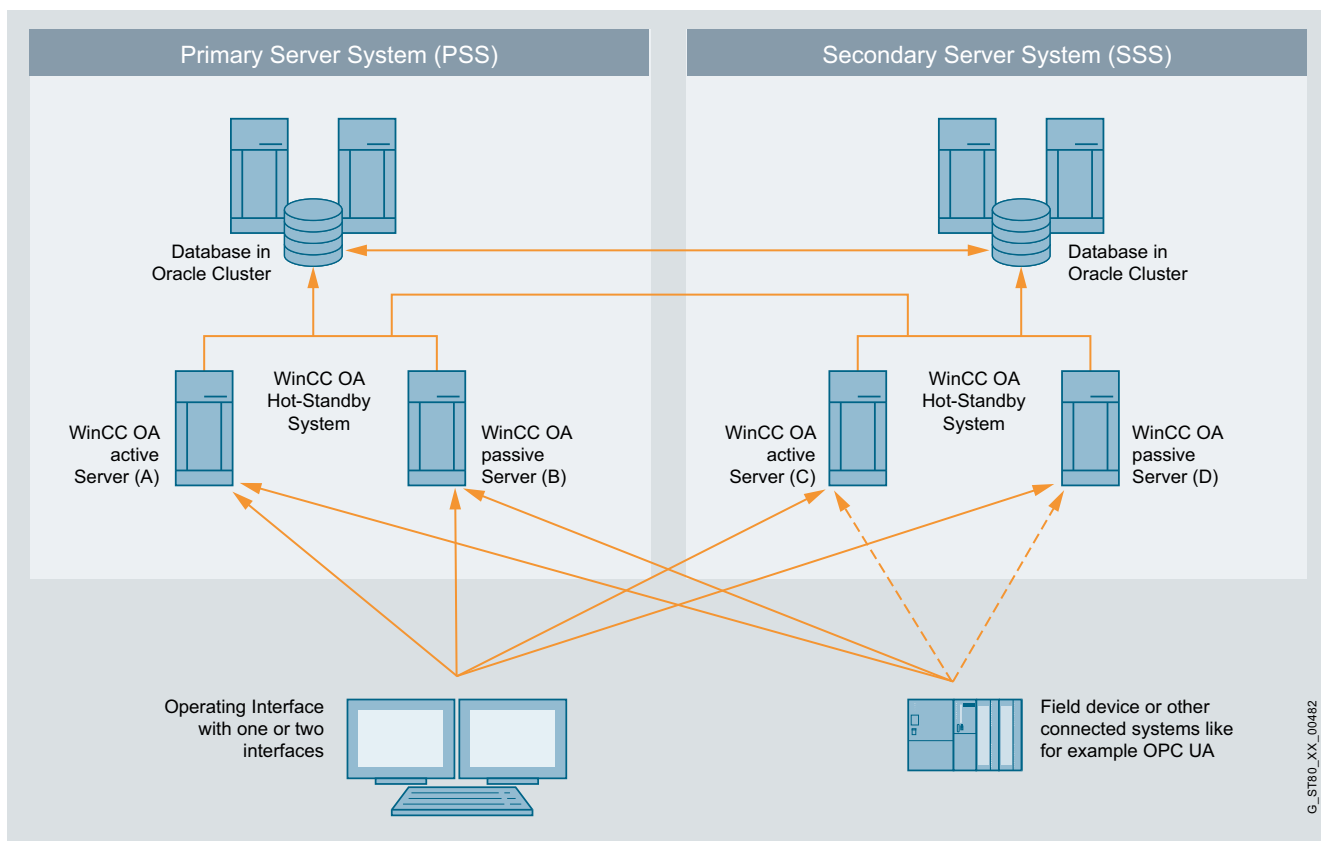 Primary Server System (PSS)
Secondary Server System (SSS)
Database in
Oracle Cluster
Database in
Oracle Cluster
WinCC OA
Hot-Standby
System
WinCC OA
active
Server (A)
WinCC OA
passive
Server (B)
WinCC OA
Hot-Standby
System
WinCC OA
active
Server (C)
WinCC OA
passive
Server (D)
Operating Interface
with one or two
interfaces
Field device or other
connected systems like
for example OPC UA
G_ST80_XX_00482